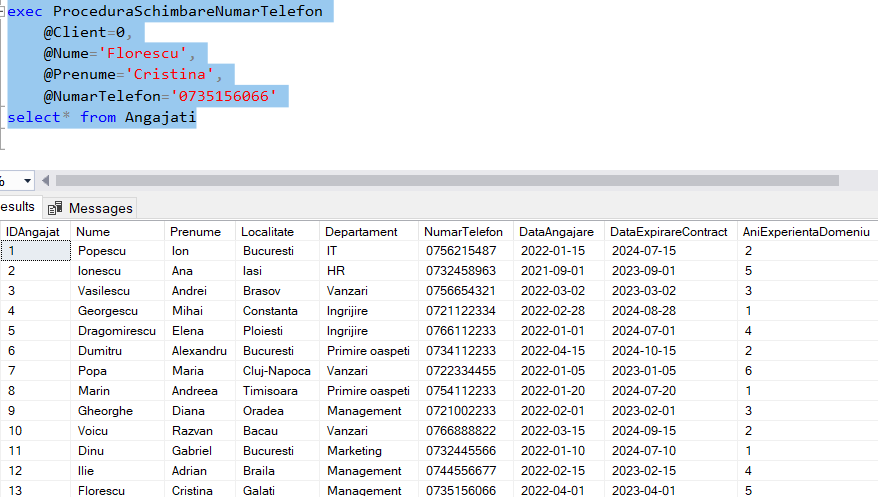 exec ProceduraSchimbareNumarTelefon
@Client=0,
@Nume='Florescu',
@Prenume='Cristina',
@NumarTelefon='0735156066'
select* from Angajati
%
esults Messages
IDAngajat Nume Prenume Localitate Departament NumarTelefon DataAngajare DataExpirareContract AniExperientaDomeniu
1 Popescu Ion Bucuresti IT 0756215487 2022-01-15 2024-07-15 2
2 Ionescu Ana Iasi HR 0732458963 2021-09-01 2023-09-01 5
3 Vasilescu Andrei Brasov Vanzari 0756654321 2022-03-02 2023-03-02 3
4 Georgescu Mihai Constanta Ingrijire 0721122334 2022-02-28 2024-08-28 1
5 Dragomirescu Elena Ploiesti Ingrijire 0766112233 2022-01-01 2024-07-01 4
6 Dumitru Alexandru Bucuresti Primire oaspeti 0734112233 2022-04-15 2024-10-15 2
7 Popa Maria Cluj-Napoca Vanzari 0722334455 2022-01-05 2023-01-05 6
8 Marin Andreea Timisoara Primire oaspeti 0754112233 2022-01-20 2024-07-20 1
9 Gheorghe Diana Oradea Management 0721002233 2022-02-01 2023-02-01 3
10 Voicu Razvan Bacau Vanzari 0766888822 2022-03-15 2024-09-15 2
11 Dinu Gabriel Bucuresti Marketing 0732445566 2022-01-10 2024-07-10 1
12 Ilie Adrian Braila Management 0744556677 2022-02-15 2023-02-15 4
13 Florescu Cristina Galati Management 0735156066 2022-04-01 2023-04-01 5